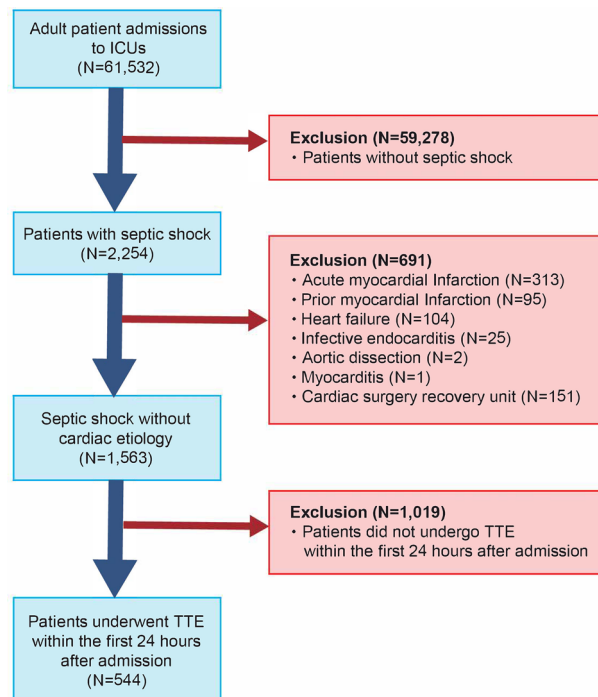 Adult patient admissions
to ICUs
(N=61,532)
Exclusion (N=59,278)
・Patients without septic shock
Patients with septic shock
(N=2,254)
Exclusion (N=691)
・Acute myocardial Infarction (N=313)
・Prior myocardial Infarction (N=95)
・Heart failure (N=104)
・Infective endocarditis (N=25)
・Aortic dissection (N=2)
・Myocarditis (N=1)
・Cardiac surgery recovery unit (N=151)
Septic shock without
cardiac etiology
(N=1,563)
Exclusion (N=1,019)
・Patients did not undergo TTE
within the first 24 hours after admission
Patients underwent TTE
within the first 24 hours
after admission
(N=544)